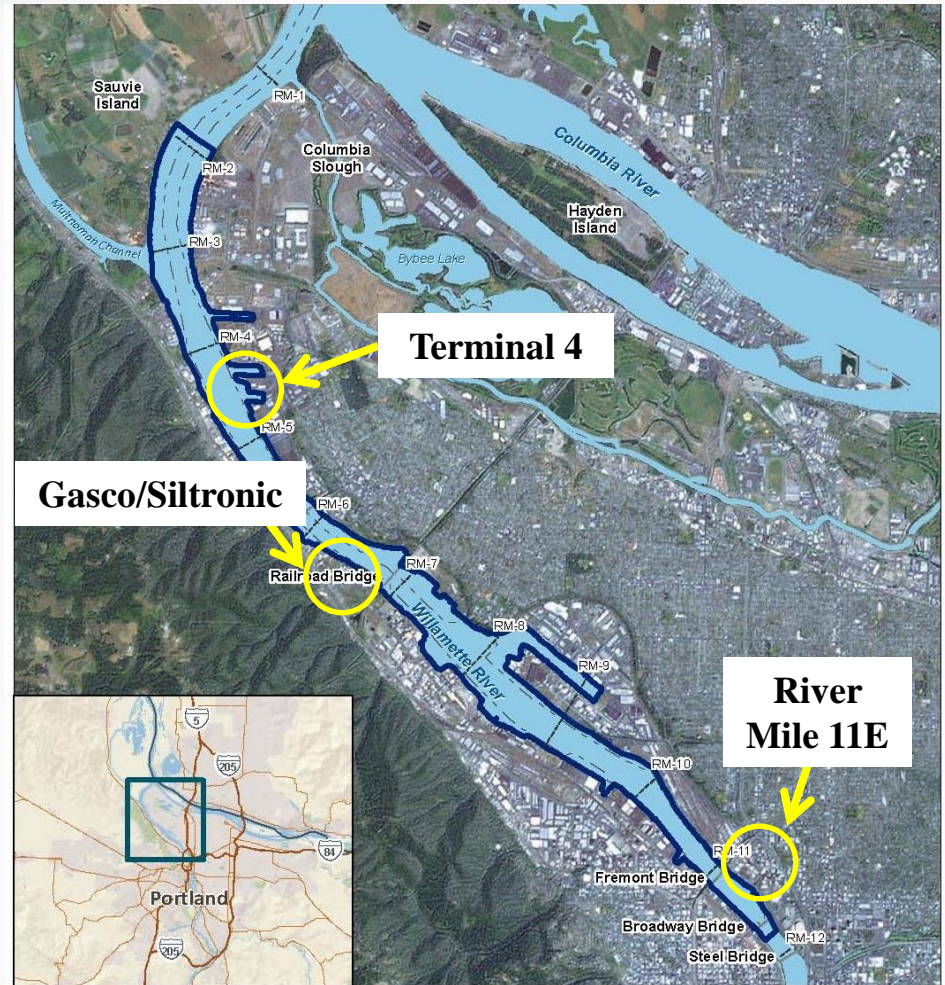 Sauvie
Island
RM-1
Columbia
Slough
RM-2
Columbia River
Hayden
Island
Multnomah Channel
RM-3
Bybee Lake
RM-4
Terminal 4
RM-5
Gasco/Siltronic
RM-6
Railroad Bridge
RM-7
Willamette River
RM-8
RM-9
River
Mile 11E
RM-10
RM-11
Fremont Bridge
Broadway Bridge
RM-12
Steel Bridge
5
205
84
Portland
205